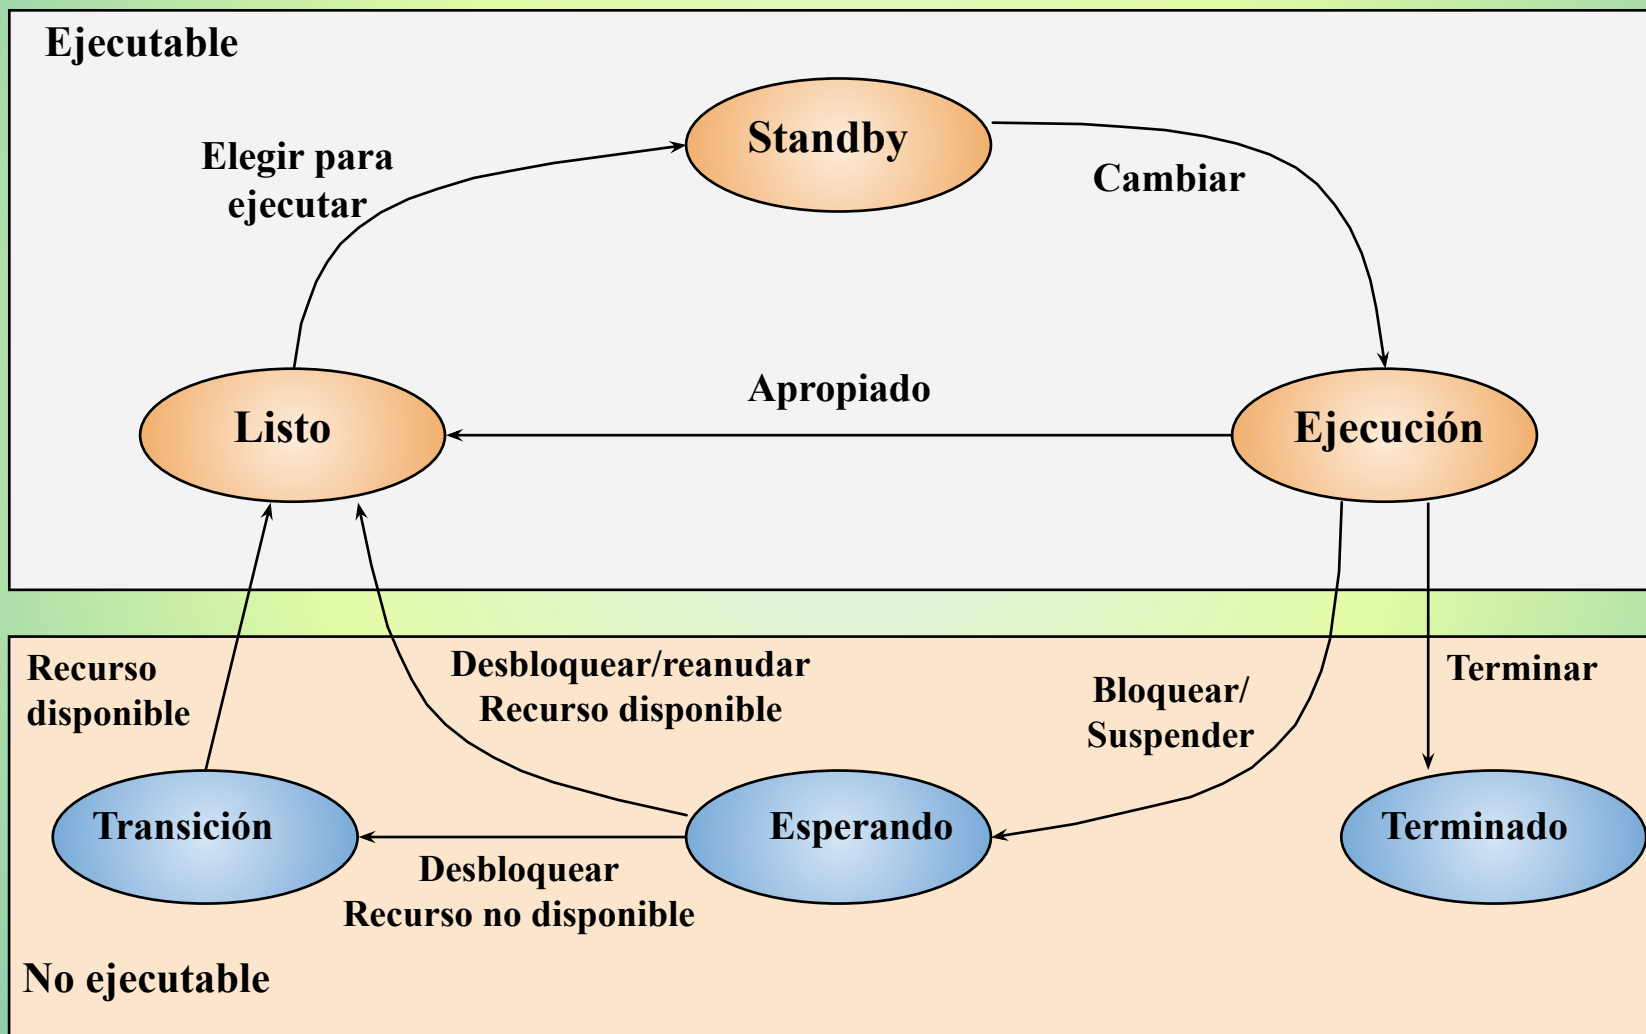 Ejecutable
Standby
Elegir para
ejecutar
Cambiar
Apropiado
Listo
Ejecución
Recurso
disponible
Desbloquear/reanudar
Recurso disponible
Bloquear/
Suspender
Terminar
Transición
Esperando
Terminado
Desbloquear
Recurso no disponible
No ejecutable